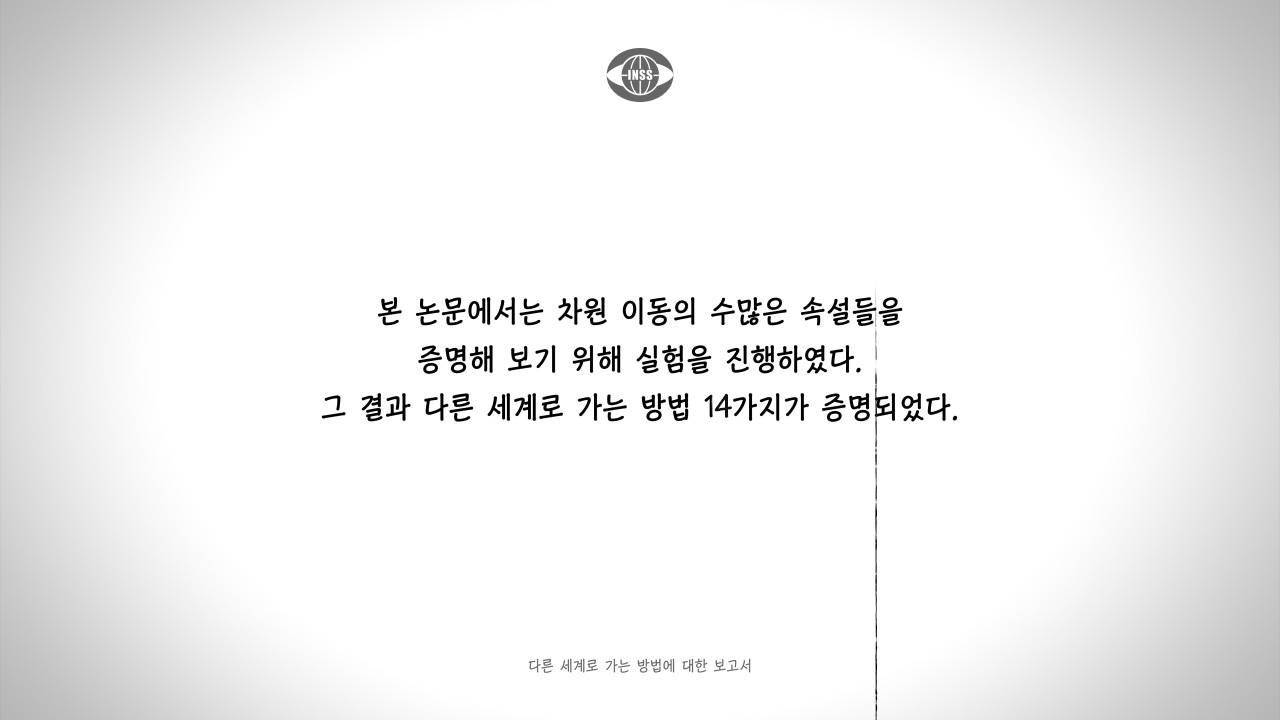 INSS
본 논문에서는 차원 이동의 수많은 속설들을
증명해 보기 위해 실험을 진행하였다.
그 결과 다른 세계로 가는 방법 14가지가 증명되었다.
다른 세계로 가는 방법에 대한 보고서